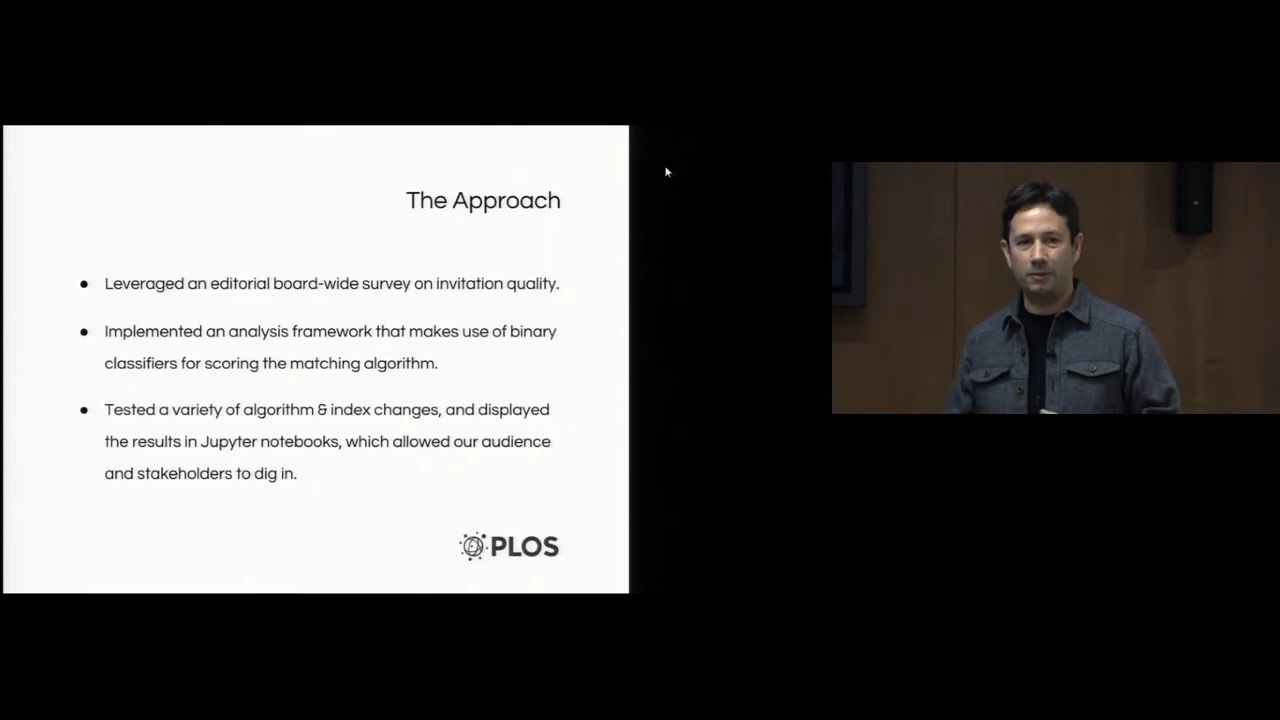 The Approach
● Leveraged an editorial board-wide survey on invitation quality.
● Implemented an analysis framework that makes use of binary
classifiers for scoring the matching algorithm.
● Tested a variety of algorithm & index changes, and displayed
the results in Jupyter notebooks, which allowed our audience
and stakeholders to dig in.
PLOS